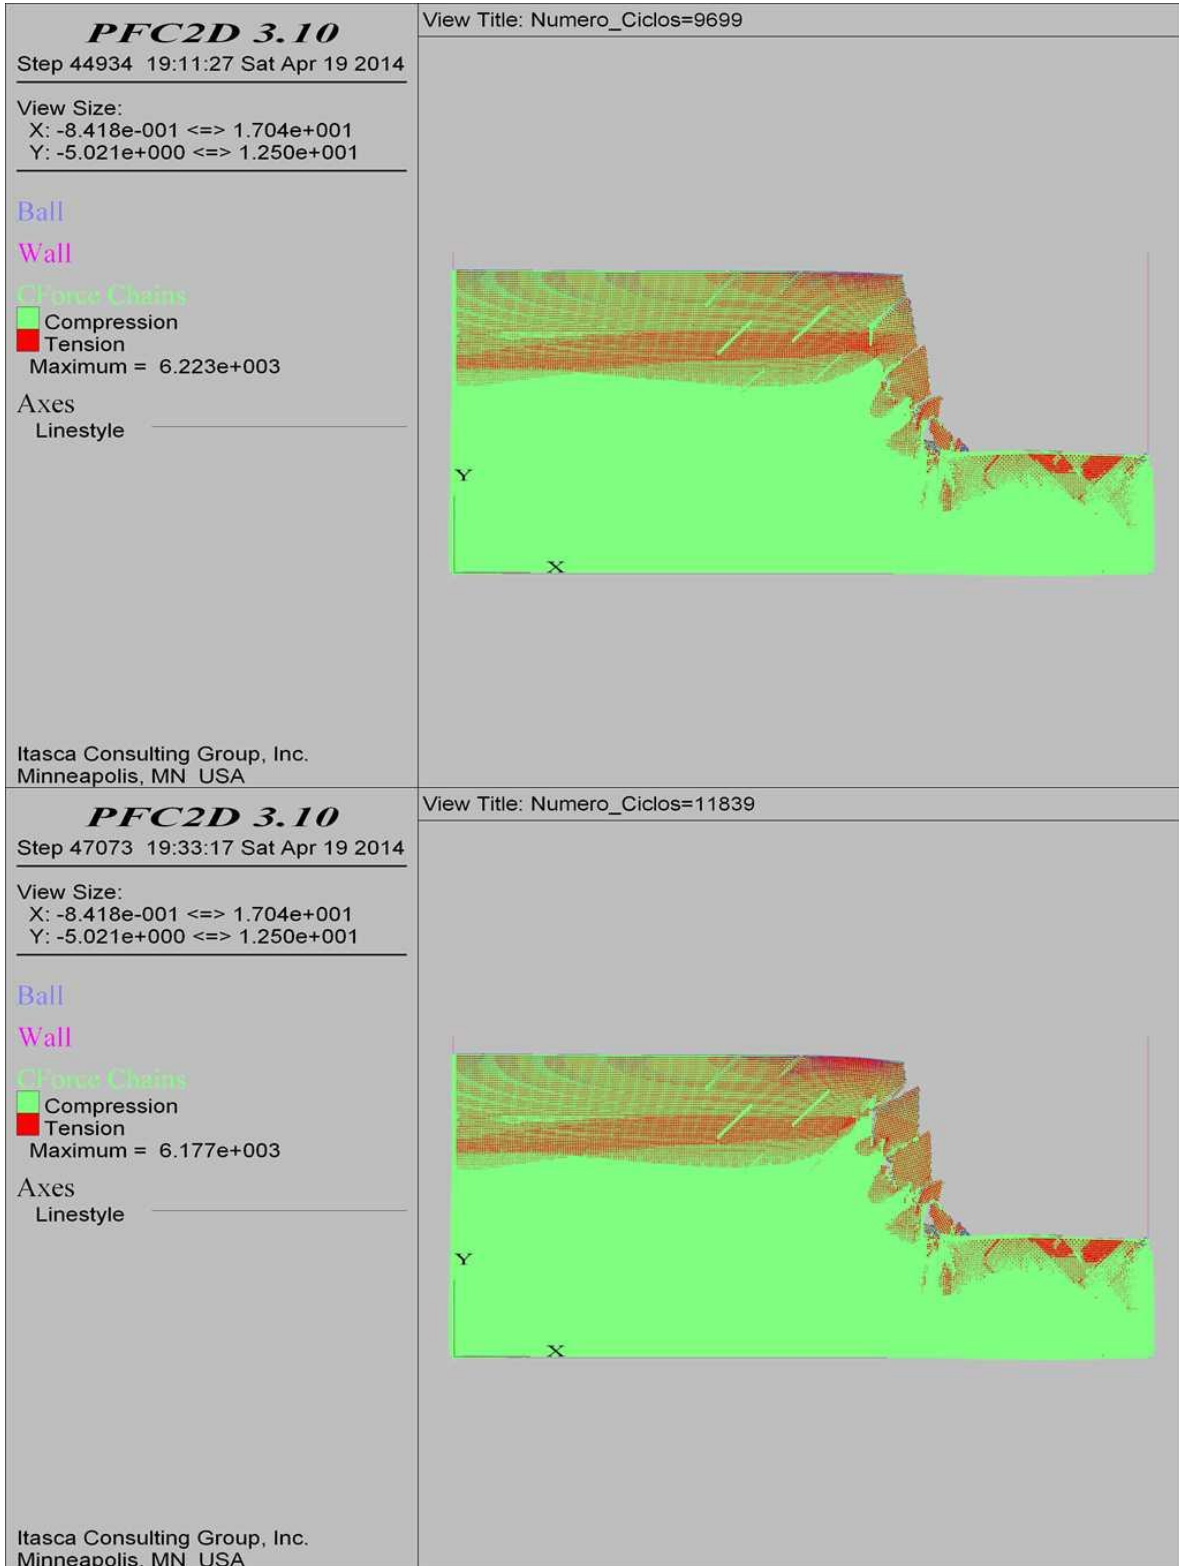 PFC2D 3.10
Step 44934 19:11:27 Sat Apr 19 2014
View Size:
X: -8.418e-001 <=> 1.704e+001
Y: -5.021e+000 <=> 1.250e+001
Ball
Wall
CForce Chains
Compression
Tension
Maximum = 6.223e+003
Axes
Linestyle
Itasca Consulting Group, Inc.
Minneapolis, MN USA
View Title: Numero_Ciclos=9699
Y
X
PFC2D 3.10
Step 47073 19:33:17 Sat Apr 19 2014
View Size:
X: -8.418e-001 <=> 1.704e+001
Y: -5.021e+000 <=> 1.250e+001
Ball
Wall
CForce Chains
Compression
Tension
Maximum = 6.177e+003
Axes
Linestyle
Itasca Consulting Group, Inc.
Minneapolis, MN USA
View Title: Numero_Ciclos=11839
Y
X